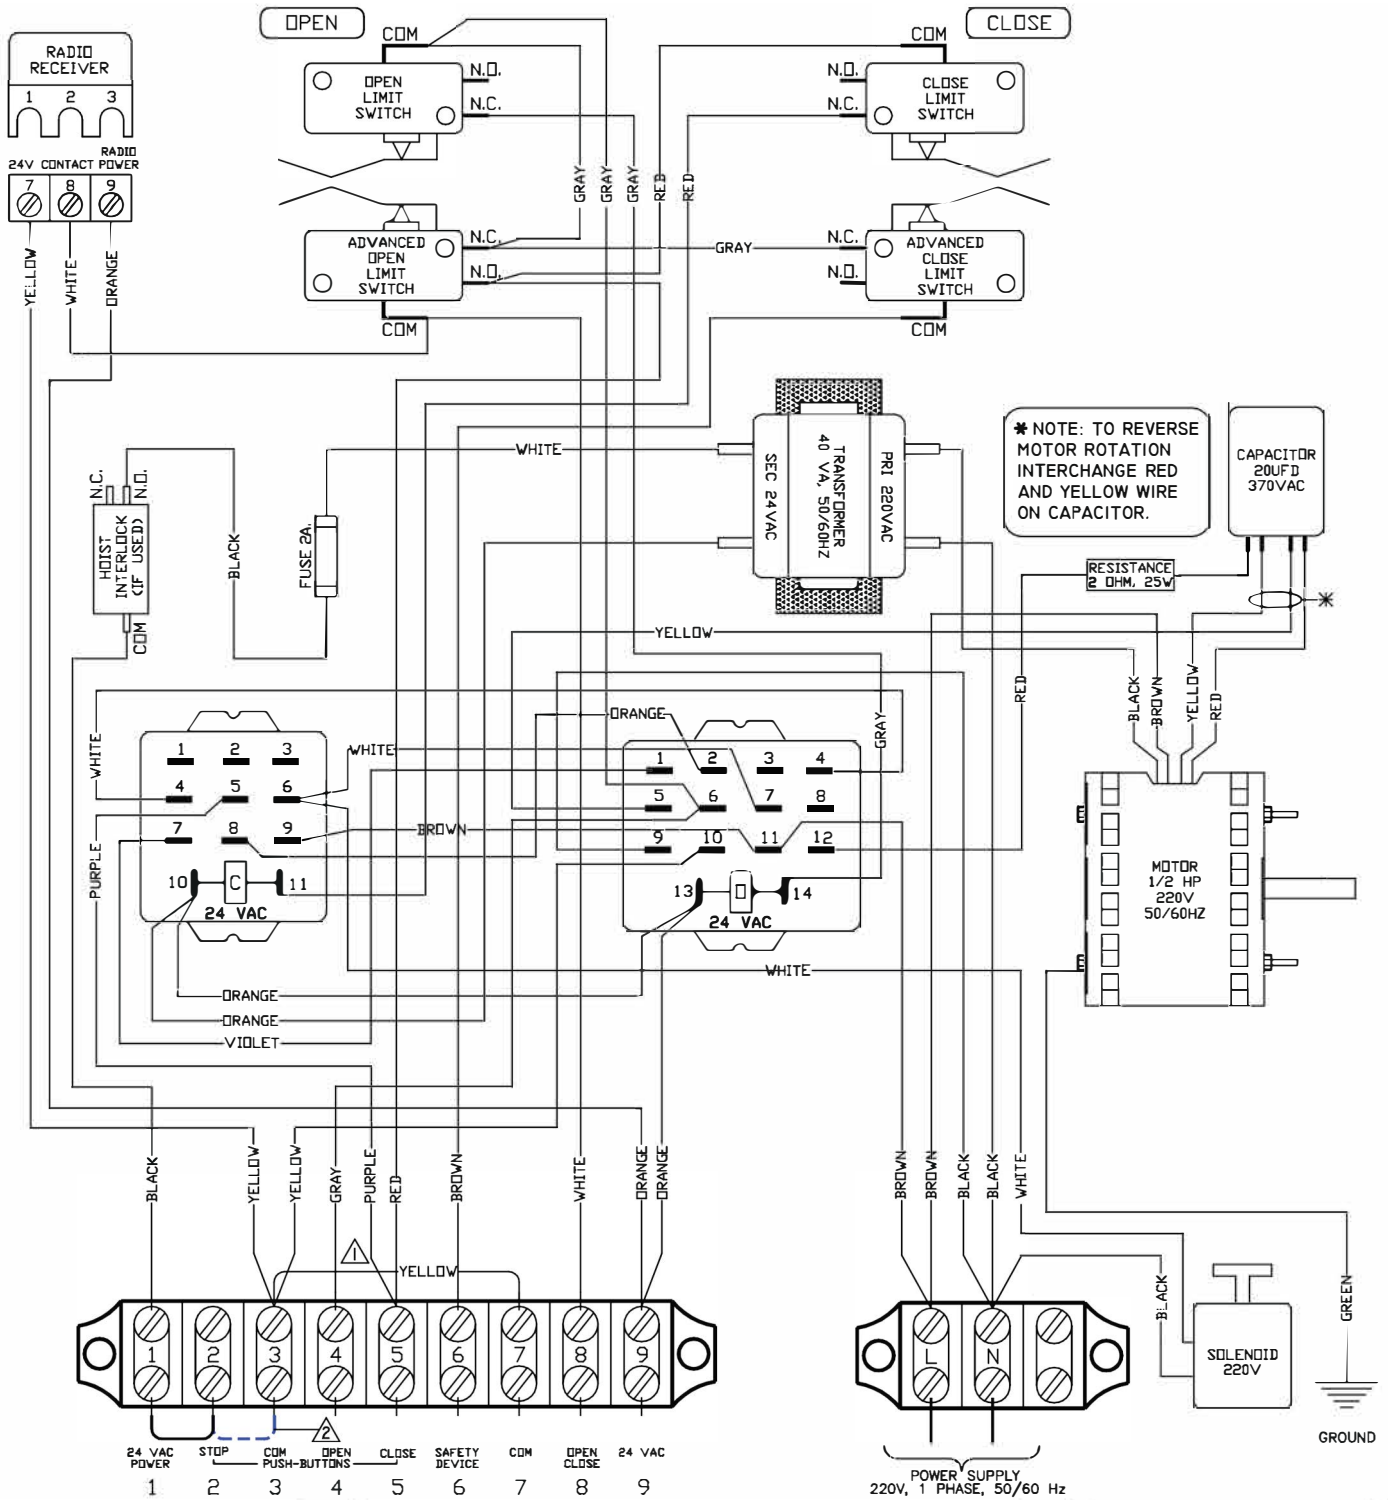 OPEN
CLOSE
RADIO
RECEIVER
1 2 3
RADIO
24V CONTACT POWER
7 8 9
YELLOW
WHITE
ORANGE
COM
N.O.
OPEN
LIMIT
SWITCH
N.C.
COM
N.O.
CLOSE
LIMIT
SWITCH
N.C.
GRAY
GRAY
GRAY
RED
RED
ADVANCED
OPEN
LIMIT
SWITCH
N.C.
N.O.
COM
GRAY
N.C.
N.O.
ADVANCED
CLOSE
LIMIT
SWITCH
COM
N.C.
N.O.
HOIST
INTERLOCK
(IF USED)
COM
BLACK
FUSE 2A.
WHITE
SEC 24VAC
TRANSFORMER
40 VA, 50/60HZ
PRI 220VAC
* NOTE: TO REVERSE
MOTOR ROTATION
INTERCHANGE RED
AND YELLOW WIRE
ON CAPACITOR.
CAPACITOR
20UFD
370VAC
RESISTANCE
2 OHM, 25W
*
YELLOW
RED
BLACK
BROWN
YELLOW
RED
WHITE
ORANGE
GRAY
WHITE
1 2 3
4 5 6
7 8 9
10 C 11
24 VAC
BROWN
1 2 3 4
5 6 7 8
9 10 11 12
13 O 14
24 VAC
PURPLE
MOTOR
1/2 HP
220V
50/60HZ
WHITE
ORANGE
ORANGE
VIOLET
BLACK
YELLOW
YELLOW
GRAY
PURPLE
RED
BROWN
WHITE
ORANGE
ORANGE
BROWN
BROWN
BLACK
BLACK
WHITE
1
YELLOW
BLACK
GREEN
1 2 3 4 5 6 7 8 9
L N
SOLENOID
220V
GROUND
2
24 VAC
POWER
STOP
COM
OPEN
PUSH-BUTTONS
CLOSE
SAFETY
DEVICE
COM
OPEN
CLOSE
24 VAC
1 2 3 4 5 6 7 8 9
POWER SUPPLY
220V, 1 PHASE, 50/60 Hz